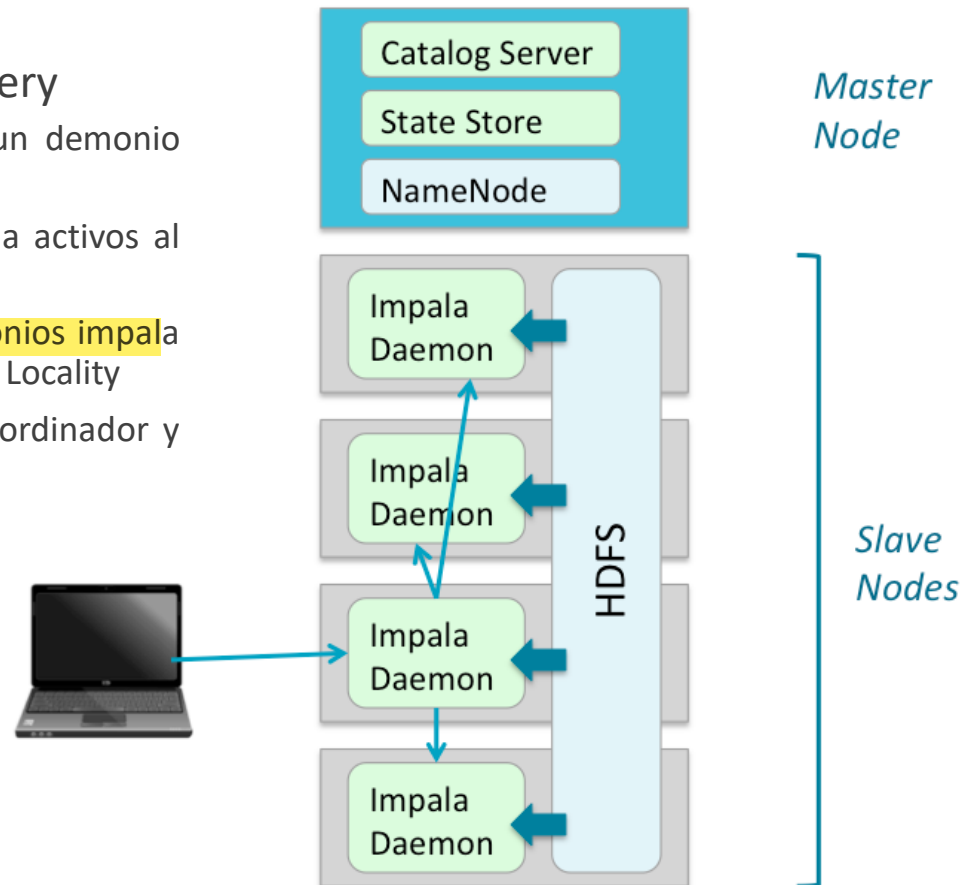 ery
un demonio
a activos al
onios impala
Locality
ordinador y
Catalog Server
State Store
NameNode
Master
Node
Impala
Daemon
Impala
Daemon
Impala
Daemon
Impala
Daemon
HDFS
Slave
Nodes